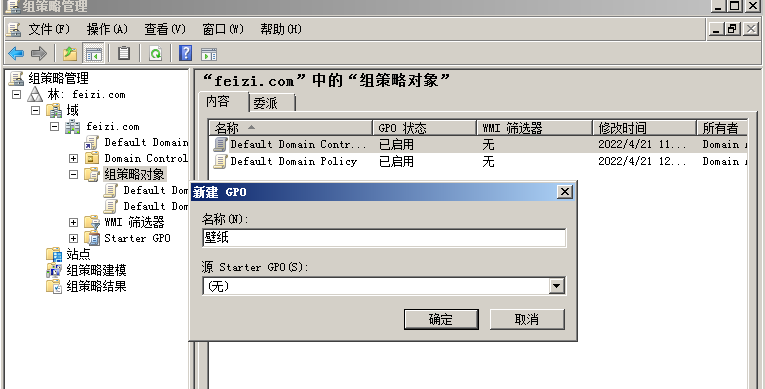 组策略管理
文件(F) 操作(A) 查看(V) 窗口(W) 帮助(H)
组策略管理
林: feizi.com
域
feizi.com
Default Domain
Domain Control
组策略对象
Default Dom
Default Dom
WMI 筛选器
Starter GPO
站点
组策略建模
组策略结果
“feizi.com”中的“组策略对象”
内容 委派
名称 GPO 状态 WMI 筛选器 修改时间 所有者
Default Domain Contr... 已启用 无 2022/4/21 11... Domain
Default Domain Policy 已启用 无 2022/4/21 12... Domain
新建 GPO
名称(N):
壁纸
源 Starter GPO(S):
(无)
确定 取消